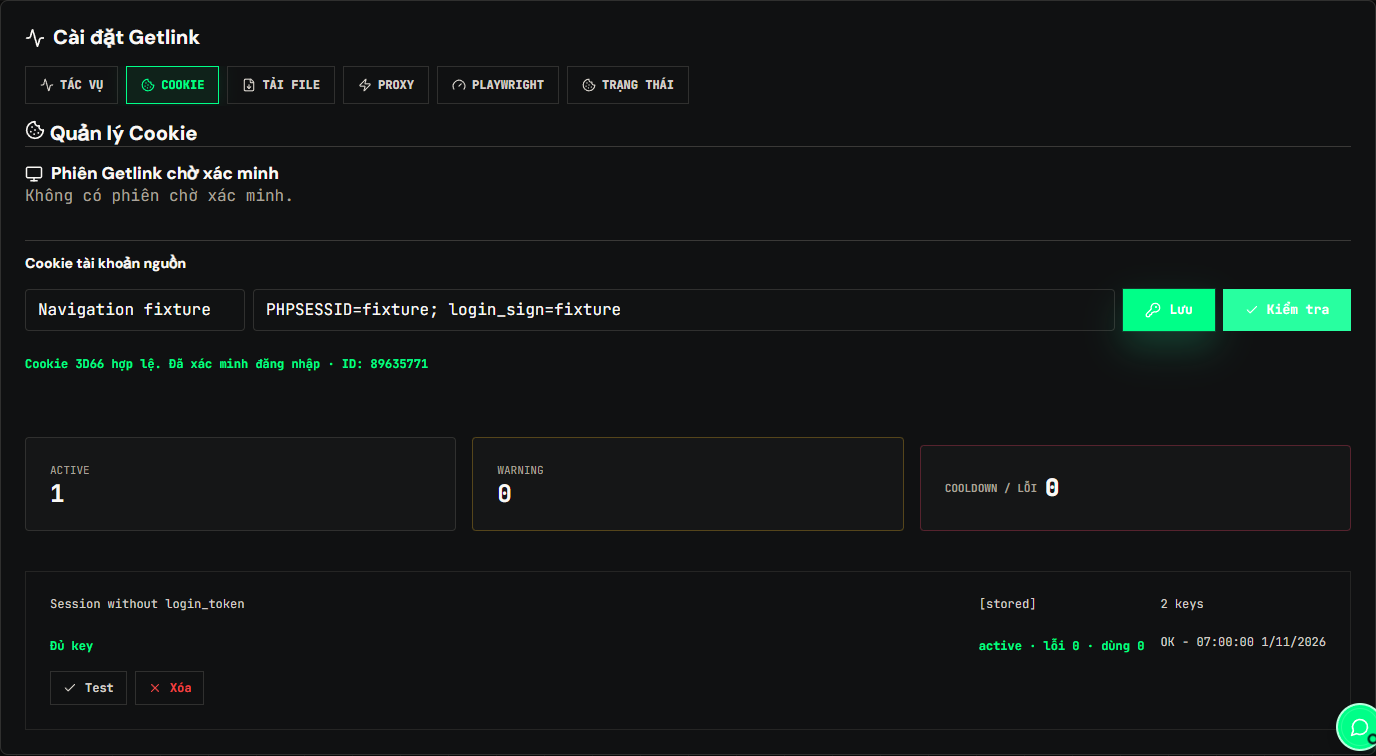 Cài đặt Getlink
TÁC VỤ COOKIE TẢI FILE PROXY PLAYWRIGHT TRẠNG THÁI
Quản lý Cookie
Phiên Getlink chờ xác minh
Không có phiên chờ xác minh.
Cookie tài khoản nguồn
Navigation fixture PHPSESSID=fixture; login_sign=fixture Lưu Kiểm tra
Cookie 3D66 hợp lệ. Đã xác minh đăng nhập · ID: 89635771
ACTIVE
1
WARNING
0
COOLDOWN / LỖI 0
Session without login_token [stored] 2 keys
Đủ key active · lỗi 0 · dùng 0 OK - 07:00:00 1/11/2026
Test Xóa